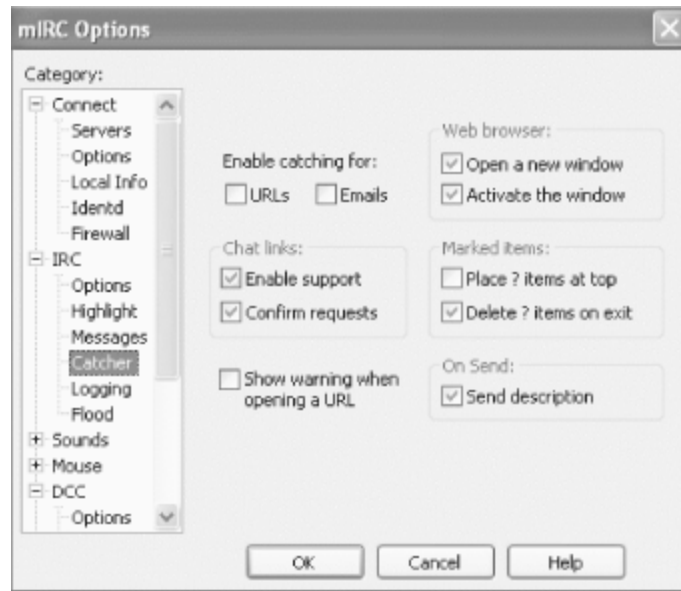 mIRC Options
Category:
Connect
Servers
Options
Local Info
Identd
Firewall
IRC
Options
Highlight
Messages
Catcher
Logging
Flood
Sounds
Mouse
DCC
Options
Enable catching for:
URLs Emails
Chat links:
Enable support
Confirm requests
Show warning when
opening a URL
Web browser:
Open a new window
Activate the window
Marked items:
Place ? items at top
Delete ? items on exit
On Send:
Send description
OK Cancel Help